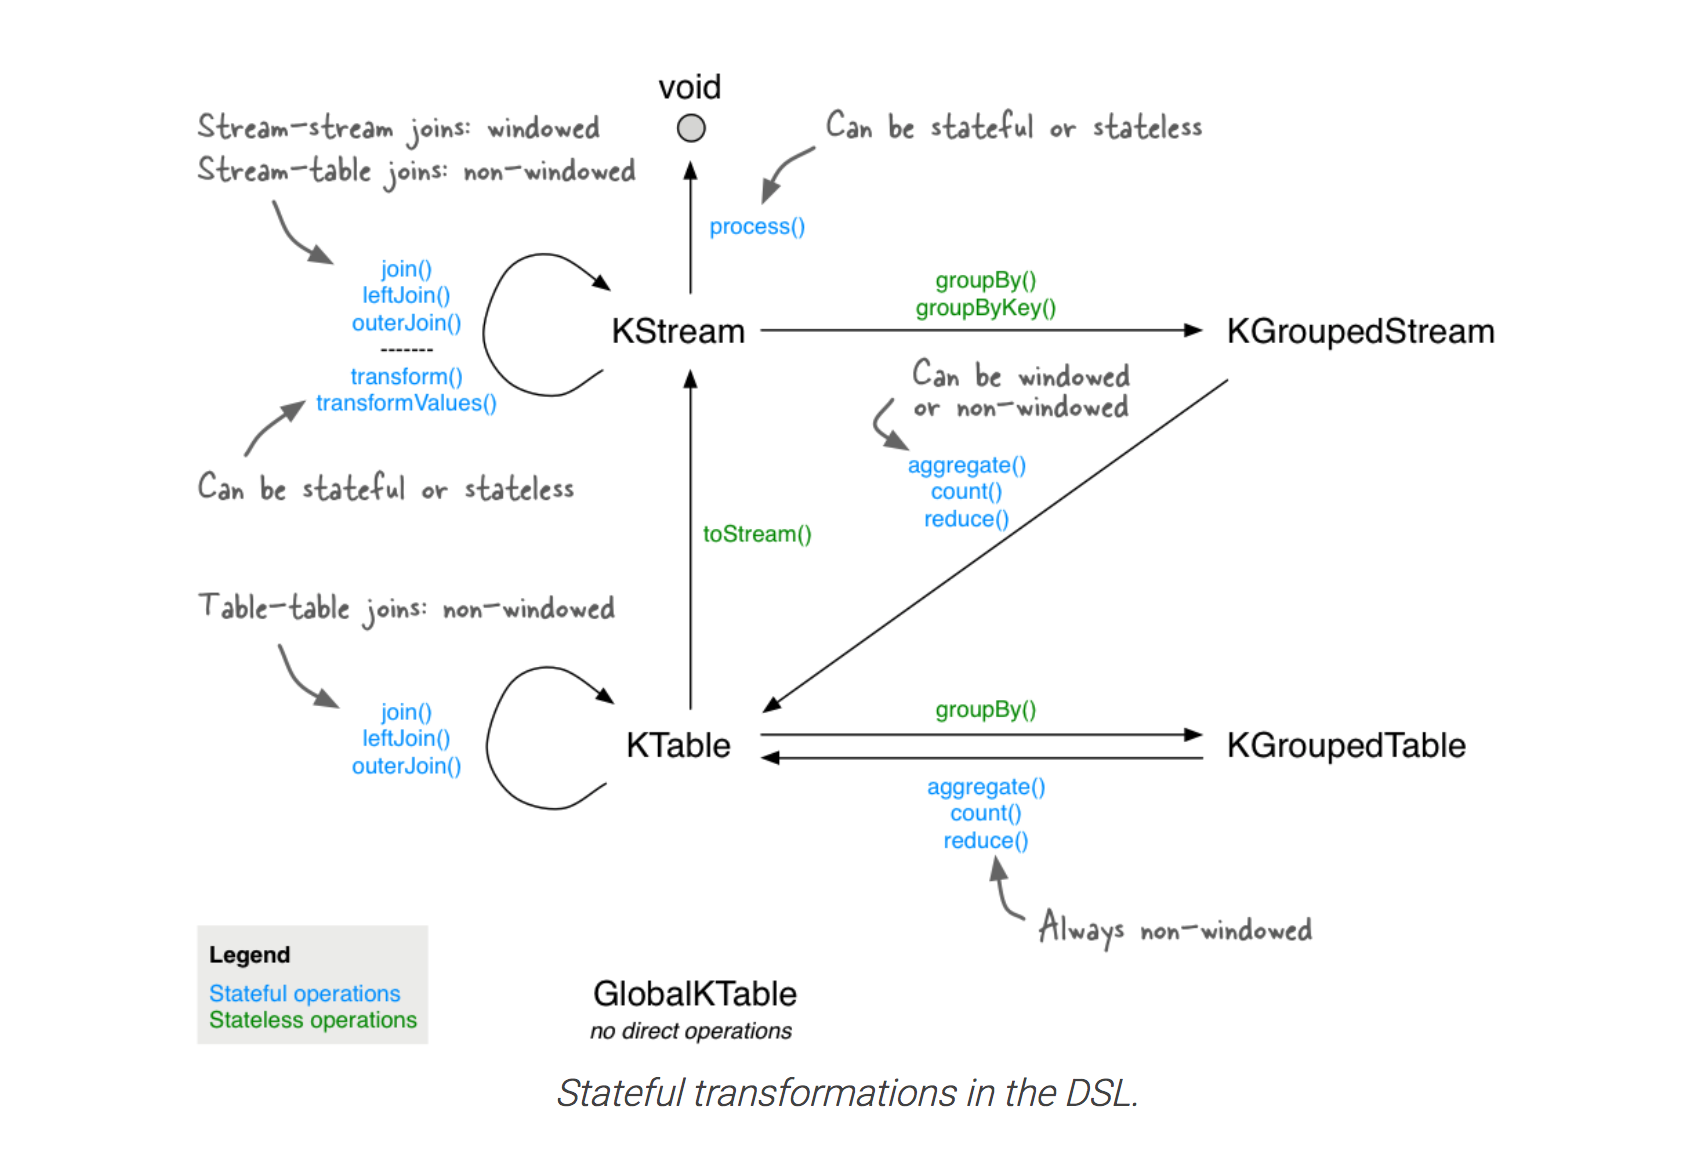 void
Stream-stream joins: windowed
Stream-table joins: non-windowed
Can be stateful or stateless
process()
join()
leftJoin()
outerJoin()
-------
transform()
transformValues()
Can be stateful or stateless
KStream
groupBy()
groupByKey()
KGroupedStream
Can be windowed
or non-windowed
aggregate()
count()
reduce()
toStream()
Table-table joins: non-windowed
join()
leftJoin()
outerJoin()
KTable
groupBy()
KGroupedTable
aggregate()
count()
reduce()
Always non-windowed
Legend
Stateful operations
Stateless operations
GlobalKTable
no direct operations
Stateful transformations in the DSL.